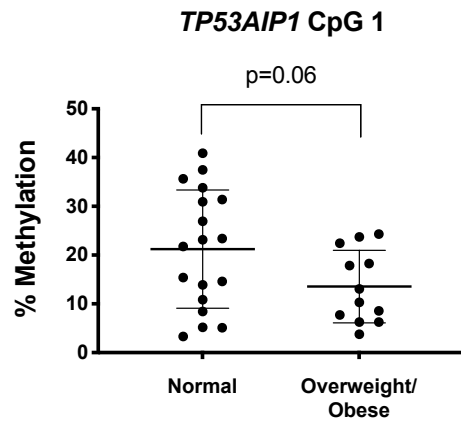 TP53AIP1 CpG 1
p=0.06
% Methylation
50
40
30
20
10
0
Normal
Overweight/
Obese